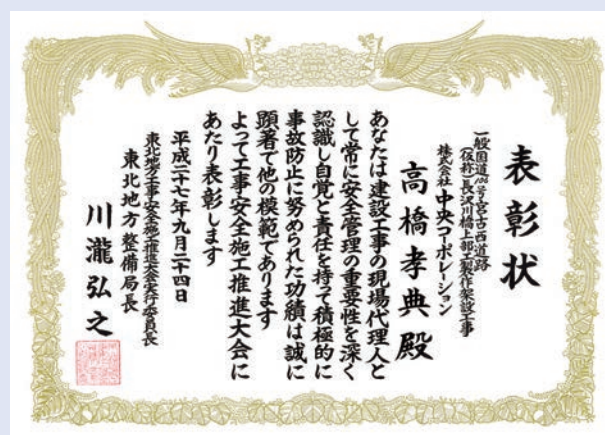 表彰状
一般国道106号宮古西道路
(仮称)長沢川橋上部工製作架設工事
株式会社中央コーポレーション
高橋孝典殿
あなたは建設工事の現場代理人と
して常に安全管理の重要性を深く
認識し自覚と責任を持って積極的に
事故防止に努められた功績は誠に
顕著で他の模範であります
よって工事安全施工推進大会に
あたり表彰します
平成二十七年九月二十四日
東北地方工事安全施工推進大会実行委員長
東北地方整備局長
川瀧弘之